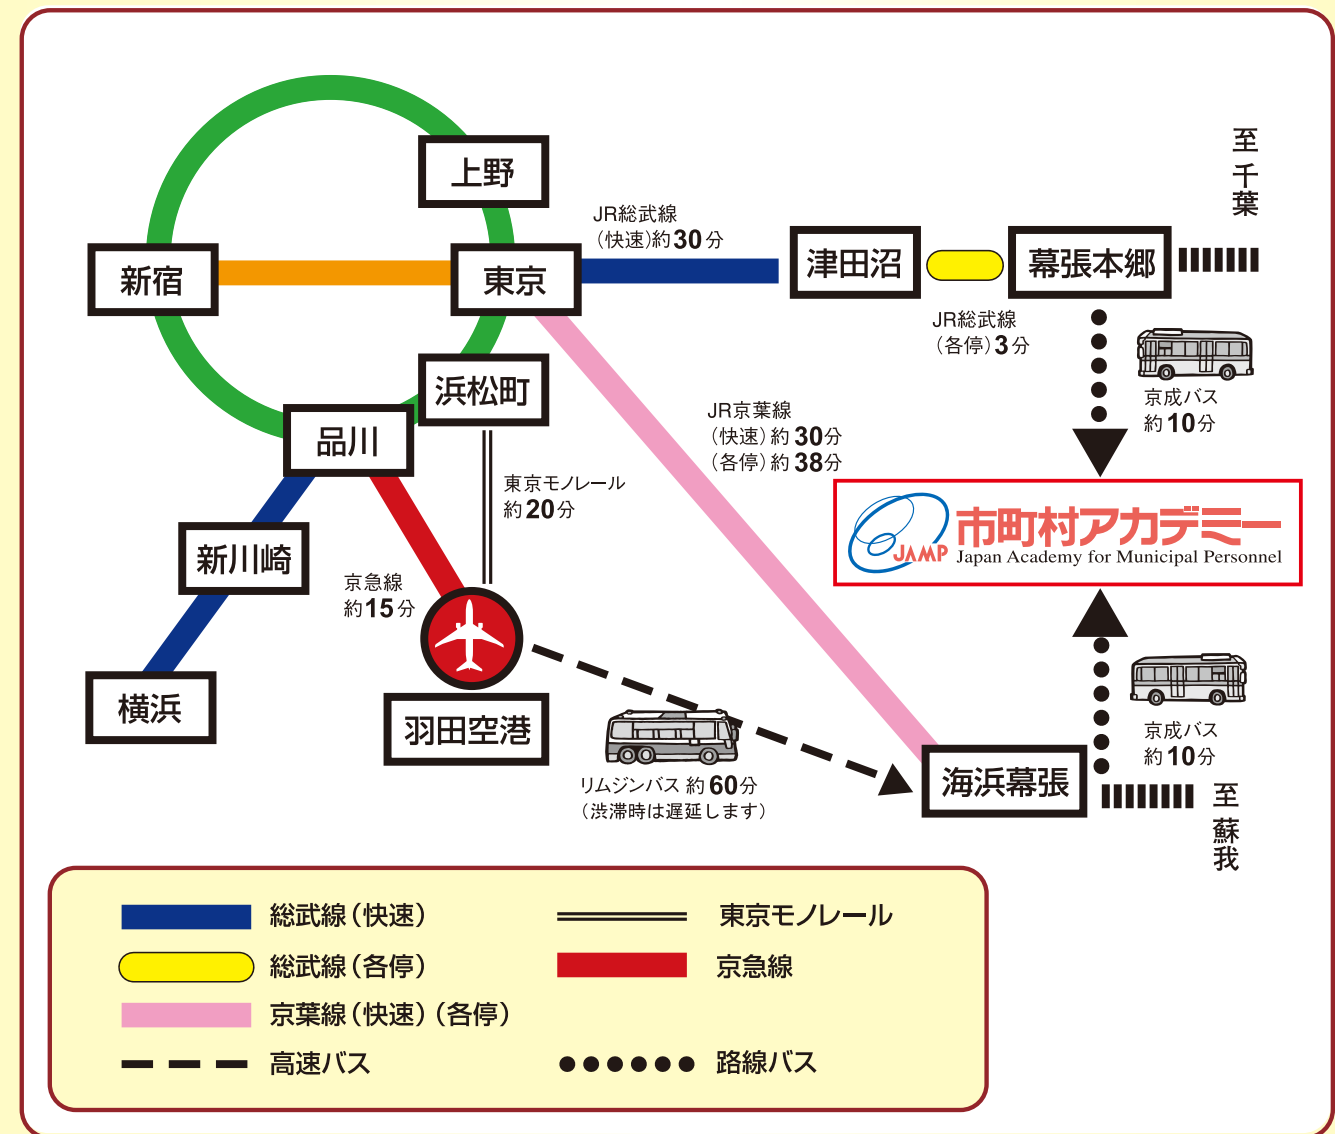 上野
至千葉
JR総武線
(快速)約30分
新宿
東京
津田沼
幕張本郷
JR総武線
(各停)3分
浜松町
京成バス
約10分
品川
JR京葉線
(快速)約30分
(各停)約38分
東京モノレール
約20分
JAMP
市町村アカデミー
Japan Academy for Municipal Personnel
新川崎
京急線
約15分
横浜
羽田空港
京成バス
約10分
リムジンバス 約60分
(渋滞時は遅延します)
海浜幕張
至蘇我
総武線(快速)
東京モノレール
総武線(各停)
京急線
京葉線(快速)(各停)
高速バス
路線バス